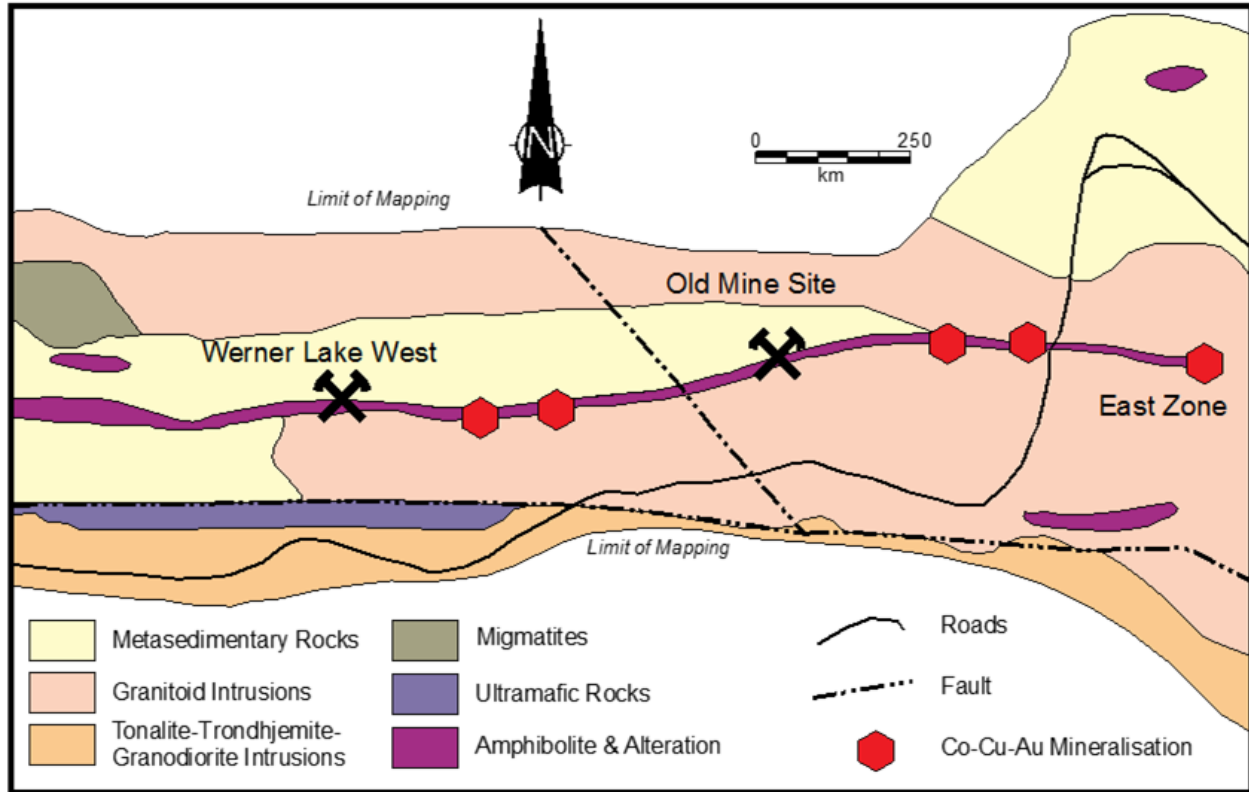 N
0 250
km
Limit of Mapping
Old Mine Site
Werner Lake West
East Zone
Limit of Mapping
Metasedimentary Rocks
Granitoid Intrusions
Tonalite-Trondhjemite-
Granodiorite Intrusions
Migmatites
Ultramafic Rocks
Amphibolite & Alteration
Roads
Fault
Co-Cu-Au Mineralisation